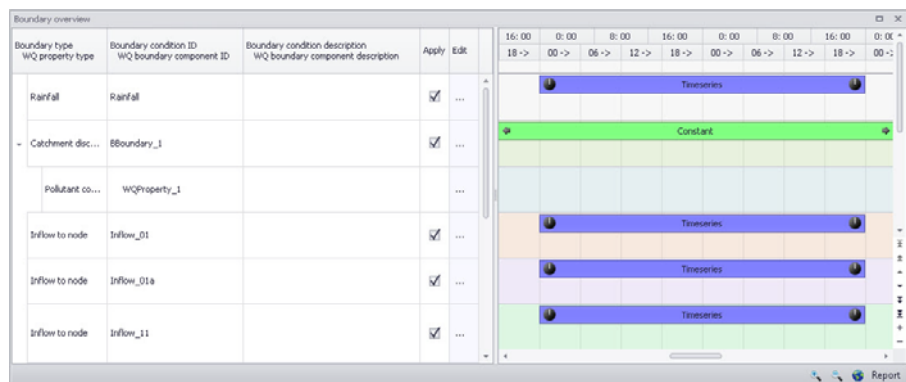 Boundary overview
Boundary type
WQ property type
Boundary condition ID
WQ boundary component ID
Boundary condition description
WQ boundary component description
Apply Edit
16: 00 0: 00 8: 00 16: 00 0: 00 8: 00 16: 00
18 -> 00 -> 06 -> 12 -> 18 -> 00 -> 06 -> 12 -> 18 ->
Rainfall Rainfall ... Timeseries
Catchment disc... BBoundary_1 ... Constant
Pollutant co... WQProperty_1 ...
Inflow to node Inflow_01 ... Timeseries
Inflow to node Inflow_01a ... Timeseries
Inflow to node Inflow_11 ... Timeseries
Report